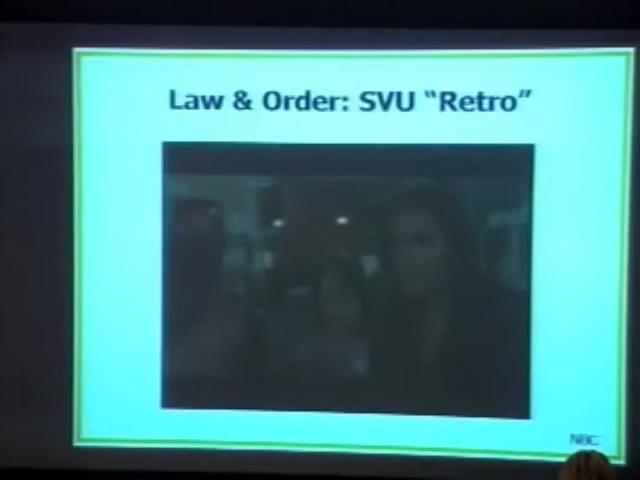 Law & Order: SVU “Retro”
NBC